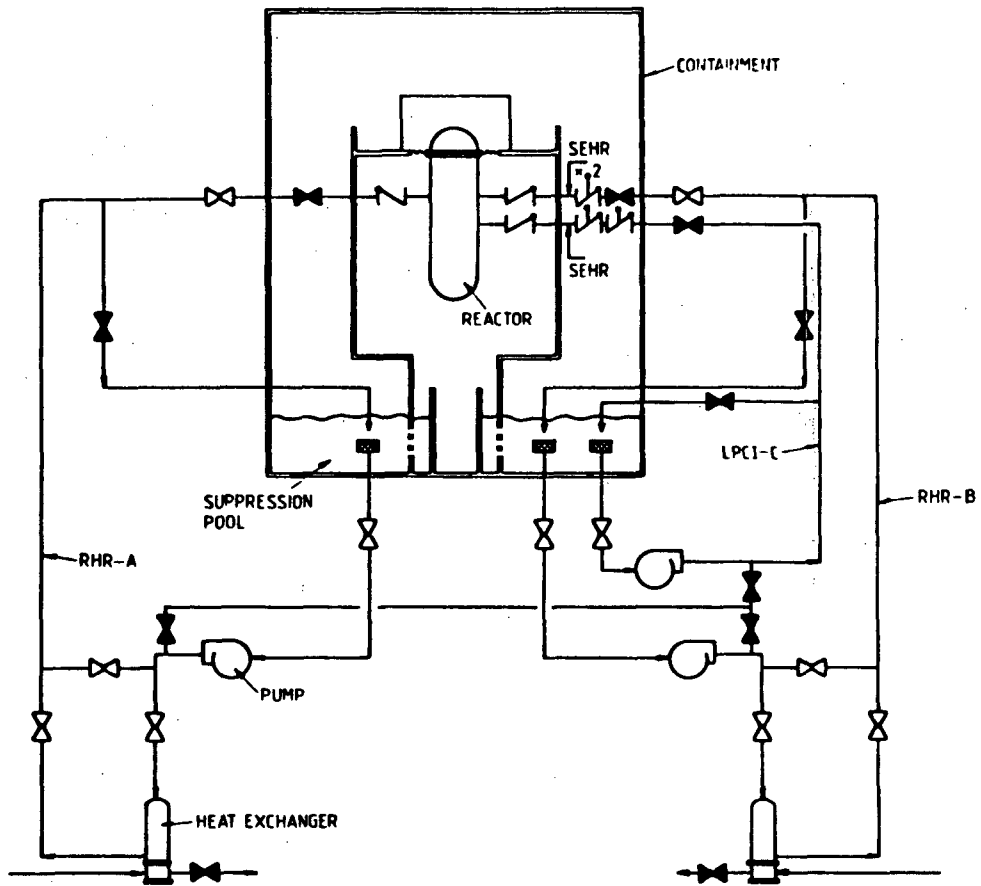 CONTAINMENT
SEHR
*2
SEHR
REACTOR
SUPPRESSION
POOL
LPCI-C
RHR-B
RHR-A
PUMP
HEAT EXCHANGER